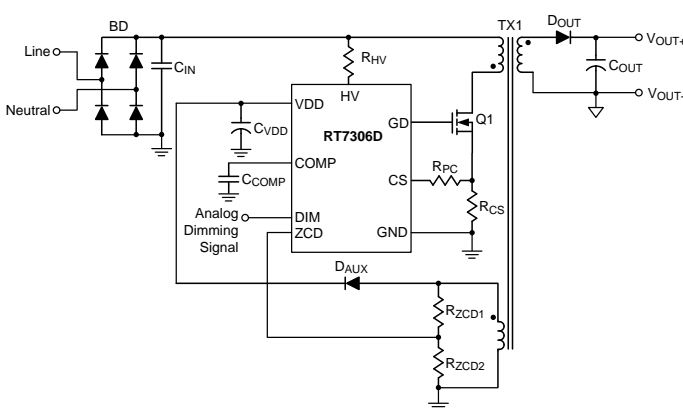 BD
TX1
DOUT
VOUT+
Line
CIN
RHV
COUT
Neutral
VOUT-
VDD
HV
CVDD
RT7306D
GD
Q1
COMP
RPC
CCOMP
CS
RCS
Analog
Dimming
Signal
DIM
ZCD
GND
DAUX
RZCD1
RZCD2